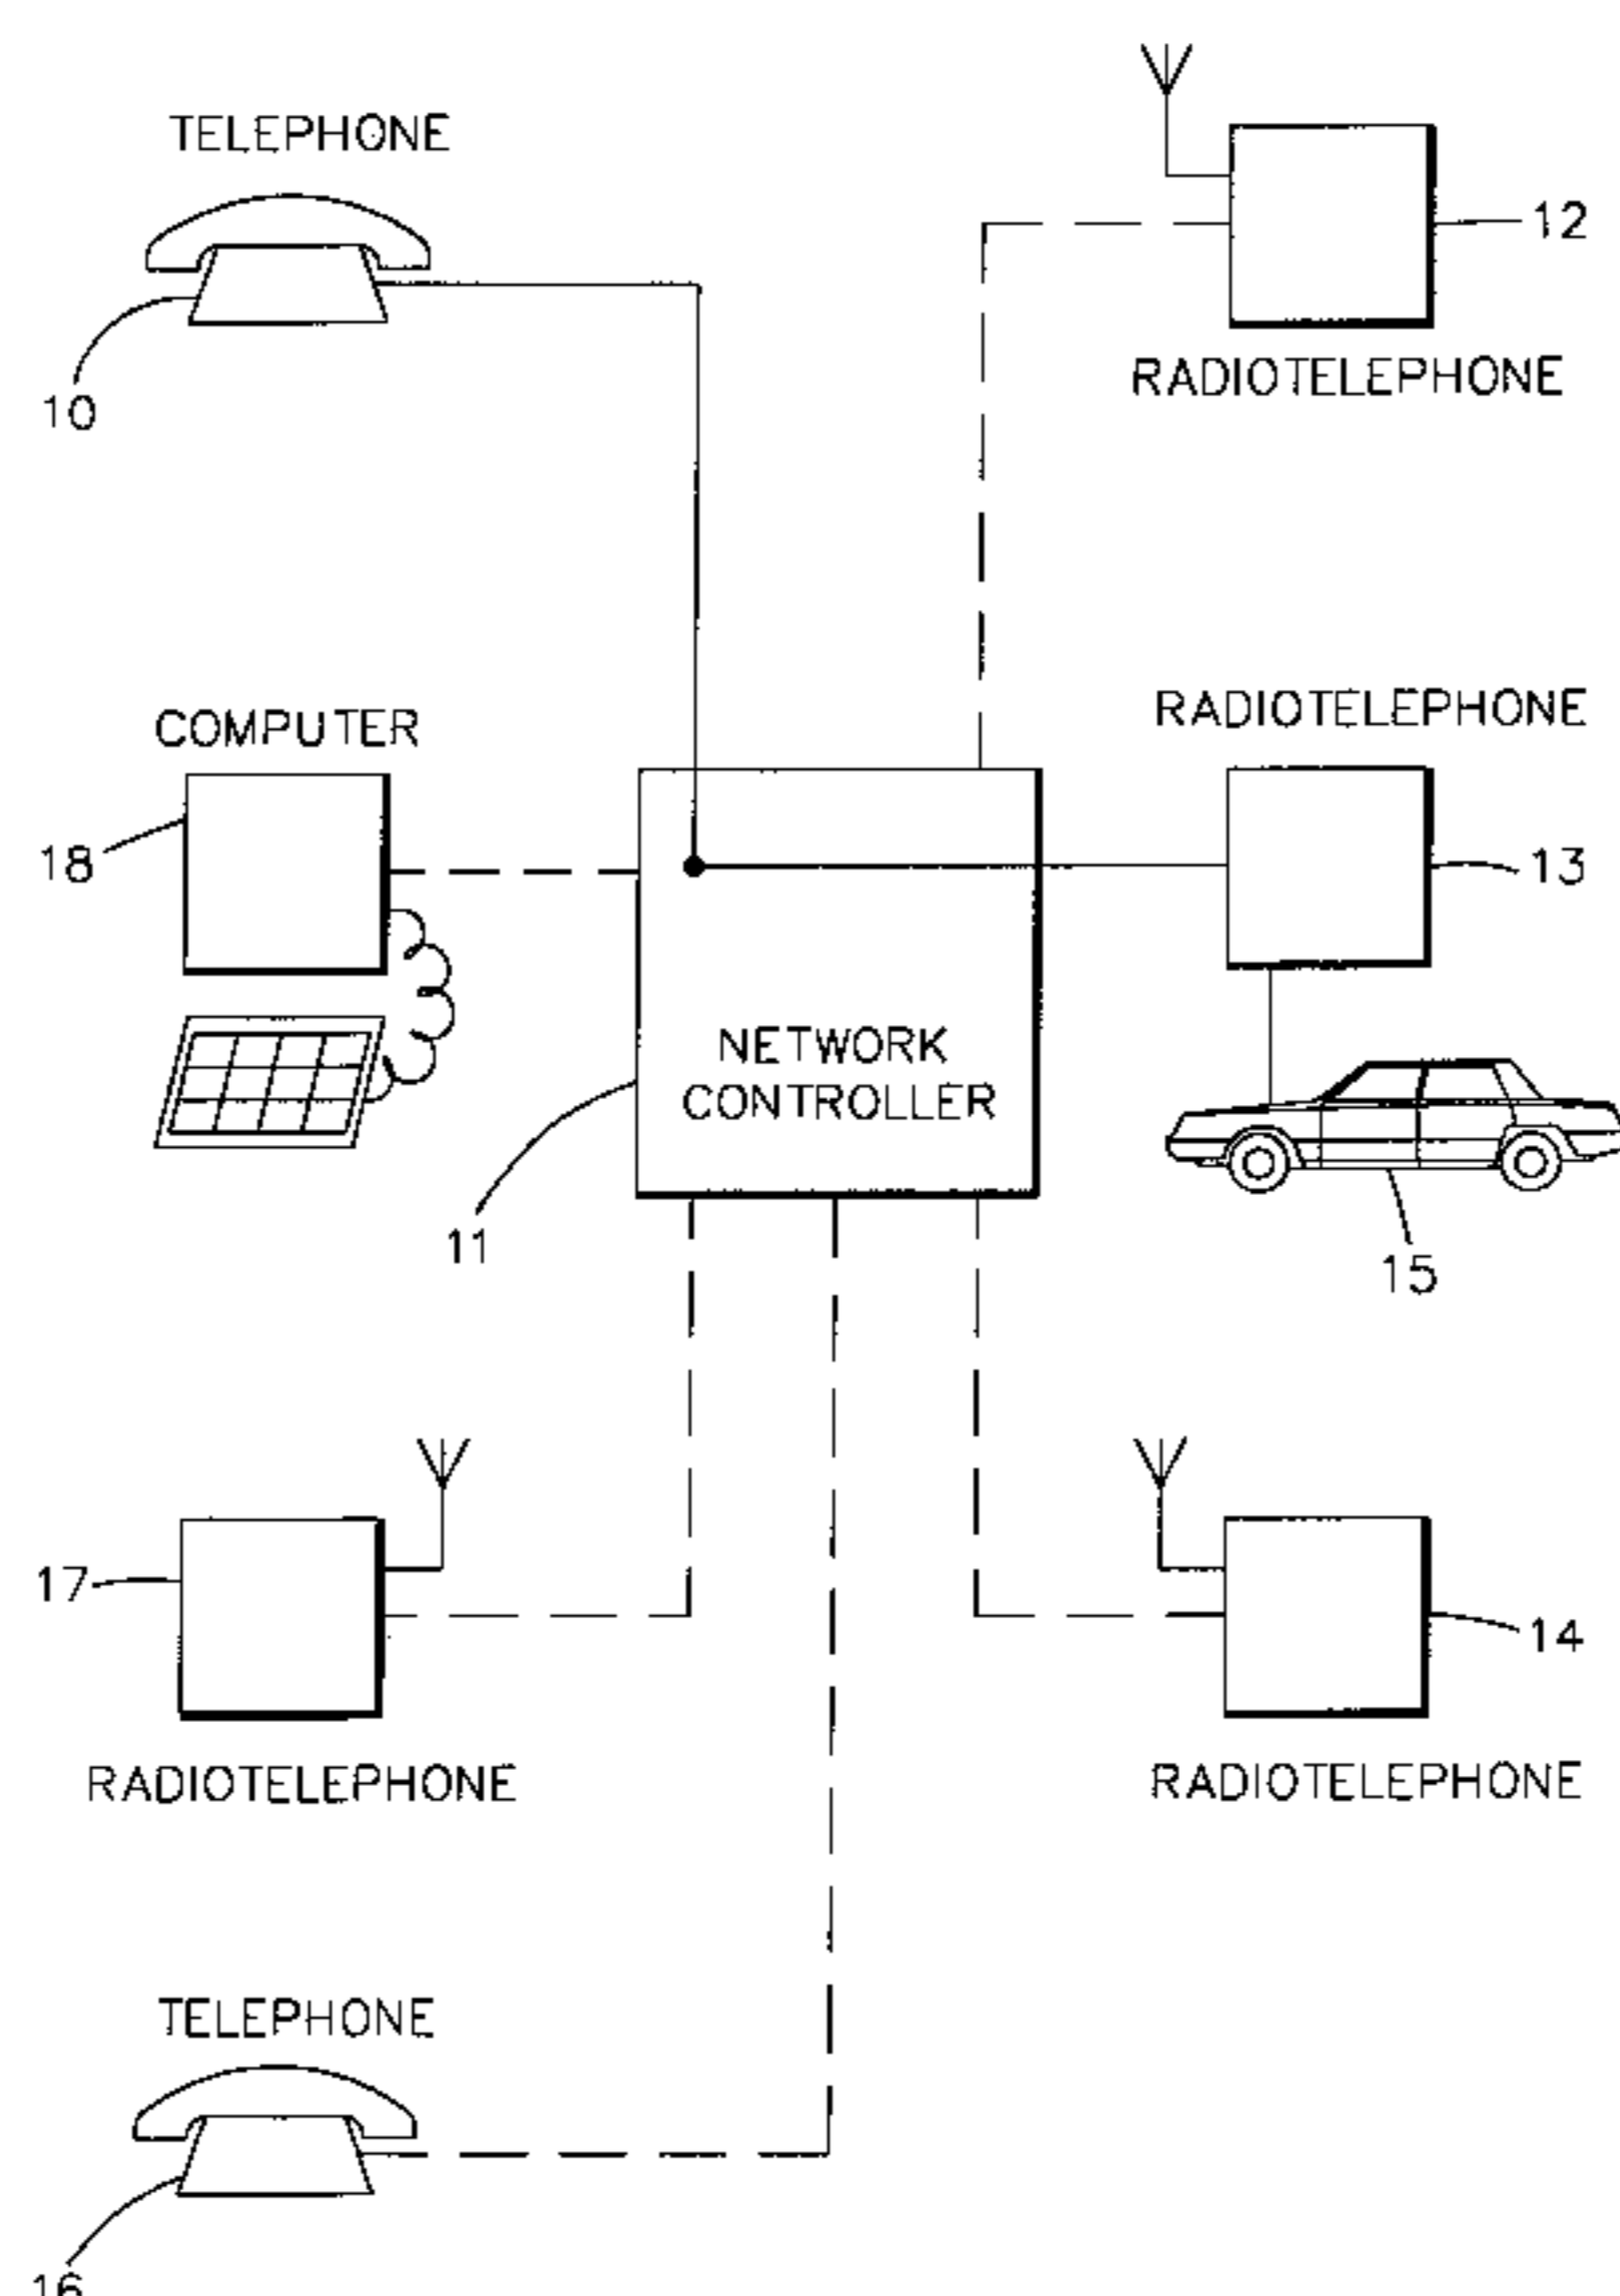 TELEPHONE
10
12
RADIOTELEPHONE
COMPUTER
18
RADIOTELEPHONE
13
NETWORK
CONTROLLER
11
15
17
RADIOTELEPHONE
14
RADIOTELEPHONE
TELEPHONE
16